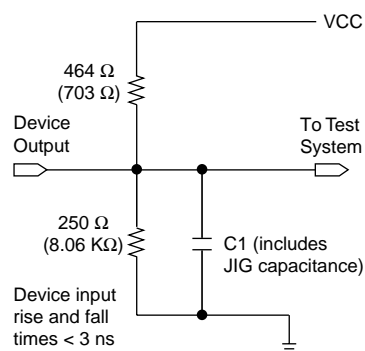 VCC
464 Ω
(703 Ω)
Device
Output
To Test
System
250 Ω
(8.06 KΩ)
C1 (includes
JIG capacitance)
Device input
rise and fall
times < 3 ns